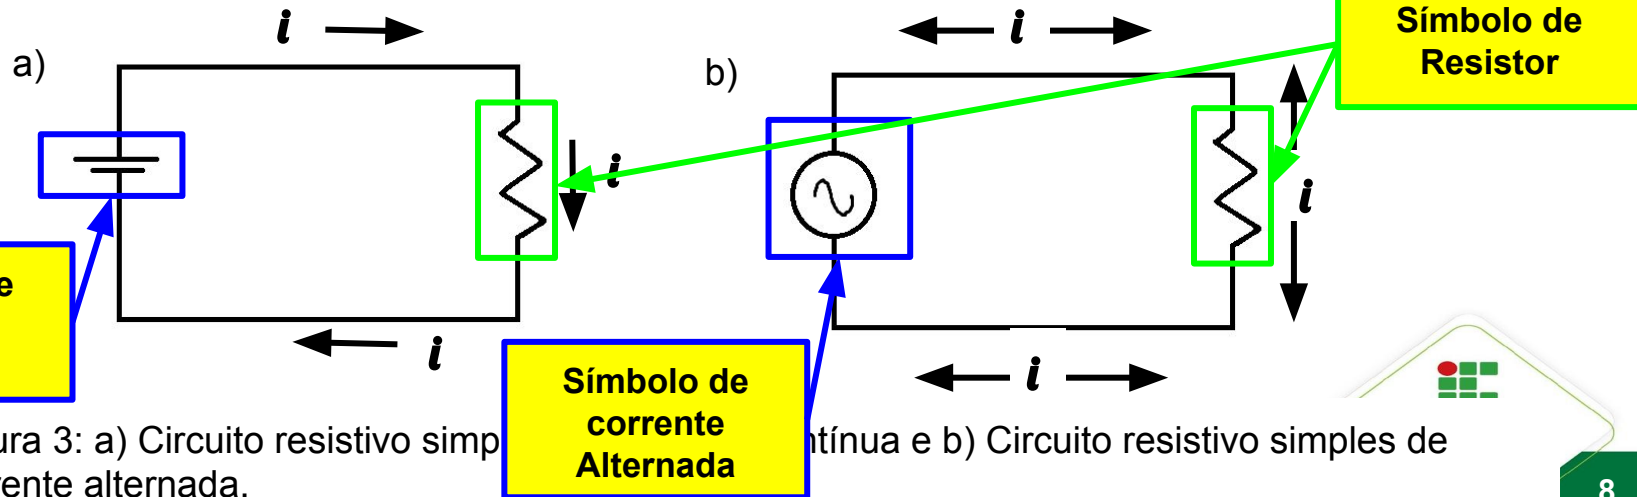 Símbolo de
Resistor
i
i
a)
b)
i
i
e
i
i
Símbolo de
corrente
Alternada
ura 3: a) Circuito resistivo simp
ntínua e b) Circuito resistivo simples de
rente alternada.
8